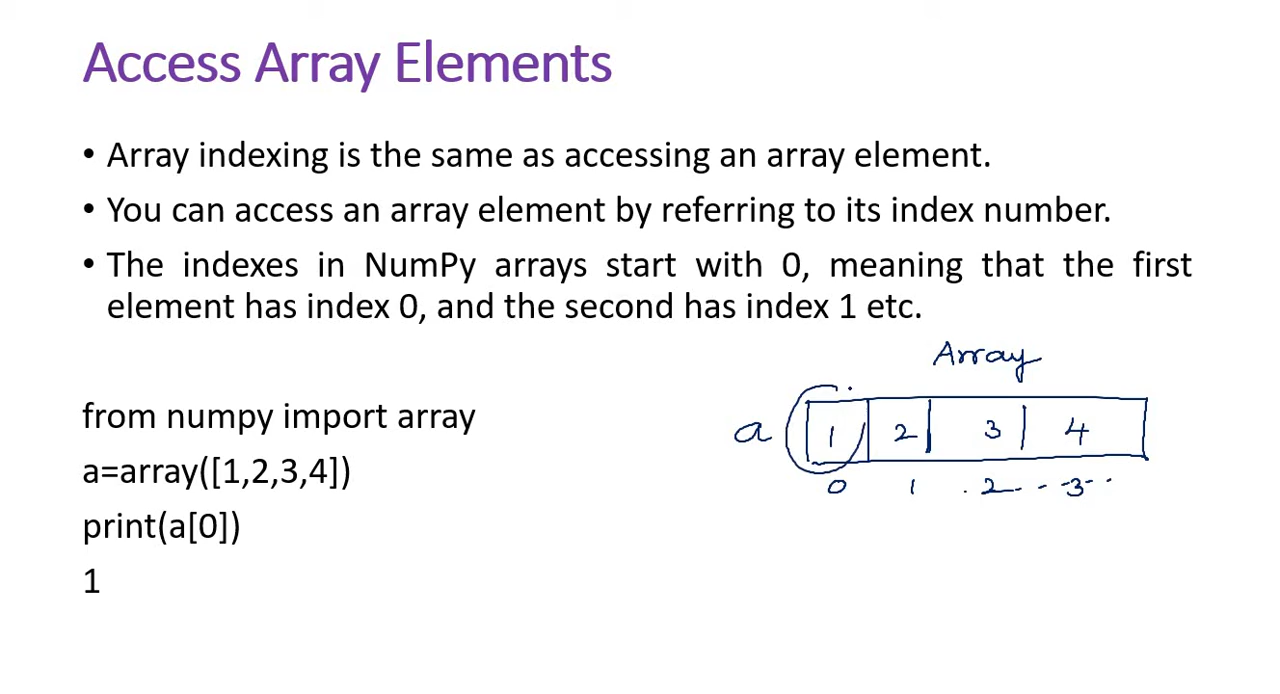 Access Array Elements
• Array indexing is the same as accessing an array element.
• You can access an array element by referring to its index number.
• The indexes in NumPy arrays start with 0, meaning that the first
element has index 0, and the second has index 1 etc.
from numpy import array
a=array([1,2,3,4])
print(a[0])
1
Array
a 1 2 3 4
0 1 2 3